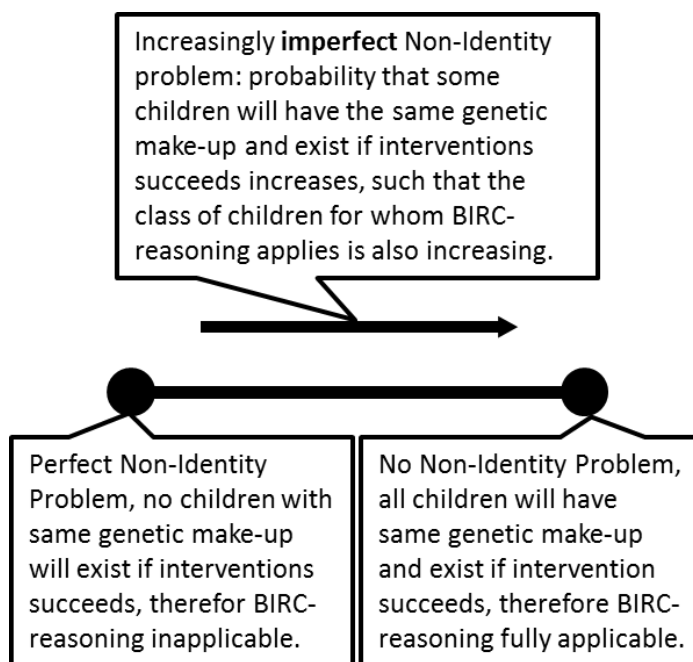 Increasingly imperfect Non-Identity
problem: probability that some
children will have the same genetic
make-up and exist if interventions
succeeds increases, such that the
class of children for whom BIRC-
reasoning applies is also increasing.
Perfect Non-Identity
Problem, no children with
same genetic make-up
will exist if interventions
succeeds, therefor BIRC-
reasoning inapplicable.
No Non-Identity Problem,
all children will have
same genetic make-up
and exist if intervention
succeeds, therefore BIRC-
reasoning fully applicable.